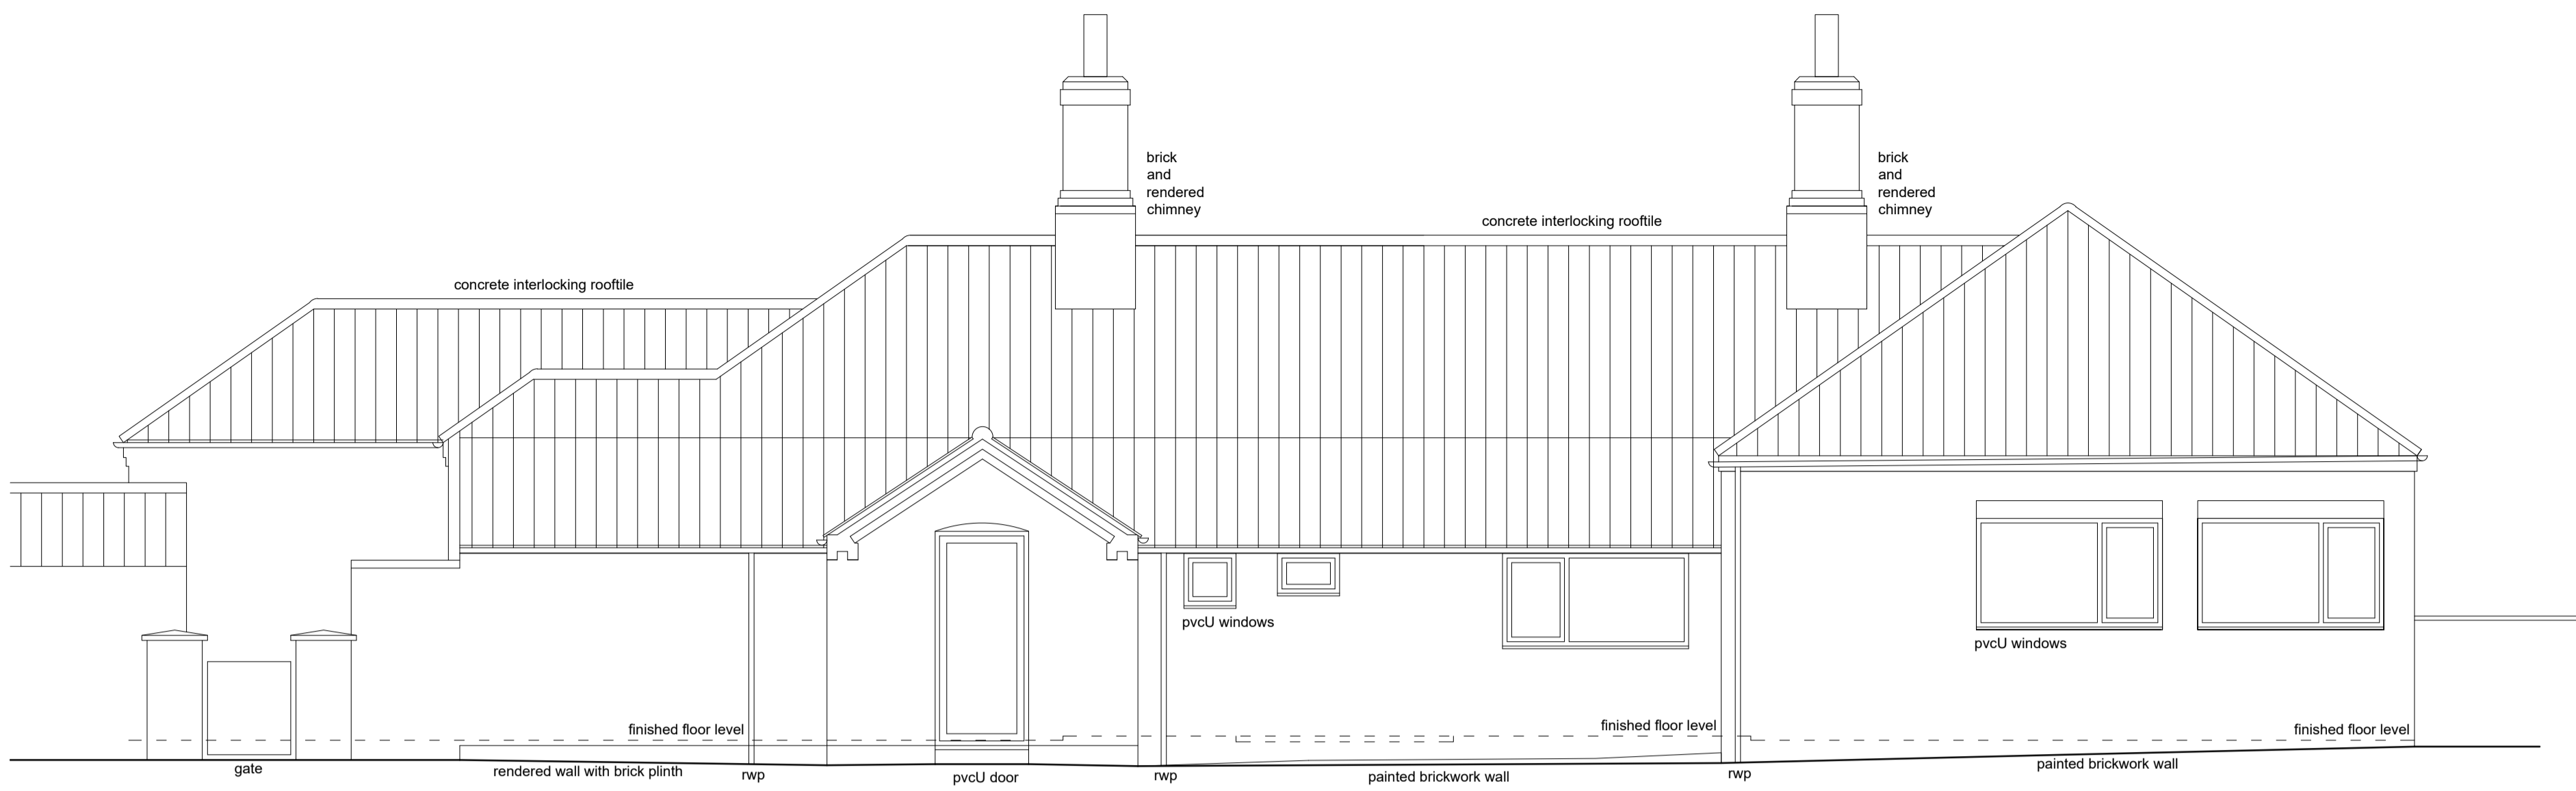 brick
and
rendered
chimney
brick
and
rendered
chimney
concrete interlocking rooftile
concrete interlocking rooftile
pvcU windows
pvcU windows
finished floor level
finished floor level
finished floor level
gate
rendered wall with brick plinth
rwp
pvcU door
rwp
painted brickwork wall
rwp
painted brickwork wall